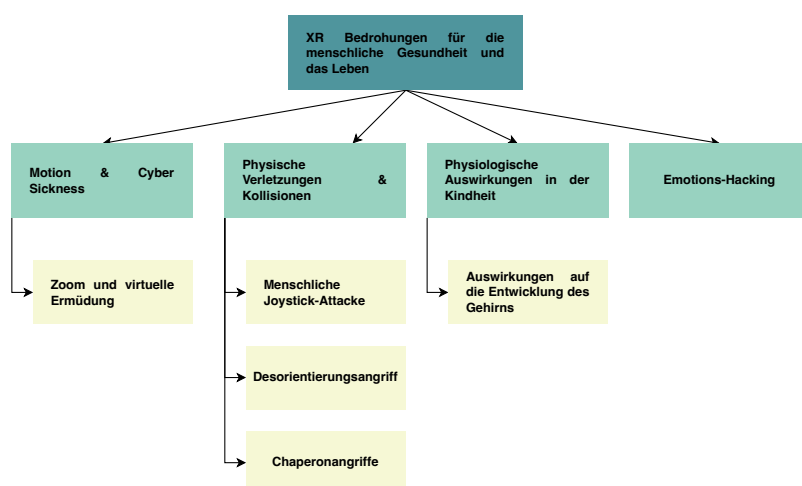 XR Bedrohungen für die
menschliche Gesundheit und
das Leben
Motion & Cyber
Sickness
Physische
Verletzungen &
Kollisionen
Physiologische
Auswirkungen in der
Kindheit
Emotions-Hacking
Zoom und virtuelle
Ermüdung
Menschliche
Joystick-Attacke
Auswirkungen auf
die Entwicklung des
Gehirns
Desorientierungsangriff
Chaperonangriffe